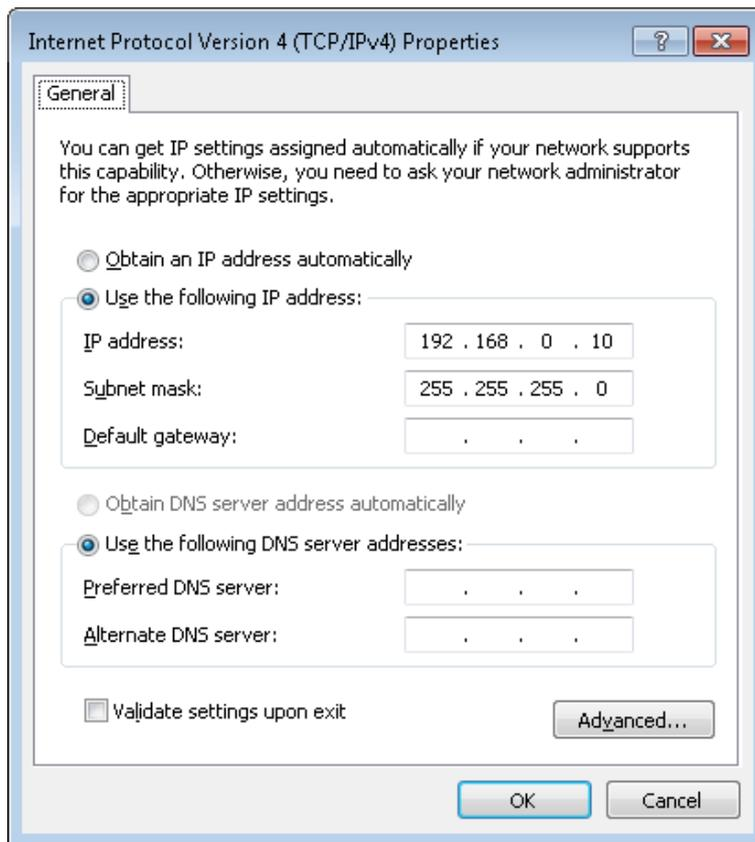 Internet Protocol Version 4 (TCP/IPv4) Properties
General
You can get IP settings assigned automatically if your network supports
this capability. Otherwise, you need to ask your network administrator
for the appropriate IP settings.
Obtain an IP address automatically
Use the following IP address:
IP address: 192 . 168 . 0 . 10
Subnet mask: 255 . 255 . 255 . 0
Default gateway: . . .
Obtain DNS server address automatically
Use the following DNS server addresses:
Preferred DNS server: . . .
Alternate DNS server: . . .
Validate settings upon exit
Advanced...
OK Cancel